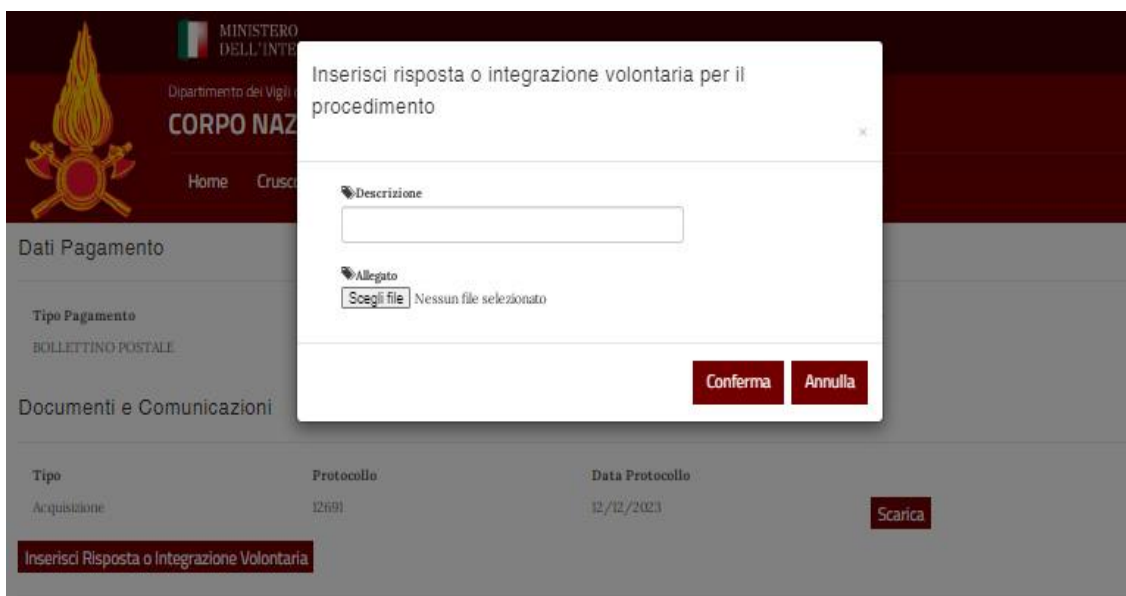 MINISTERO
DELL'INTE
Dipartimento dei Vigili
CORPO NAZ
Home Crusc
Inserisci risposta o integrazione volontaria per il
procedimento
×
Descrizione
Allegato
Scegli file Nessun file selezionato
Conferma Annulla
Dati Pagamento
Tipo Pagamento
BOLLETTINO POSTALE
Documenti e Comunicazioni
Tipo Protocollo Data Protocollo
Acquisizione 12691 12/12/2023 Scarica
Inserisci Risposta o Integrazione Volontaria